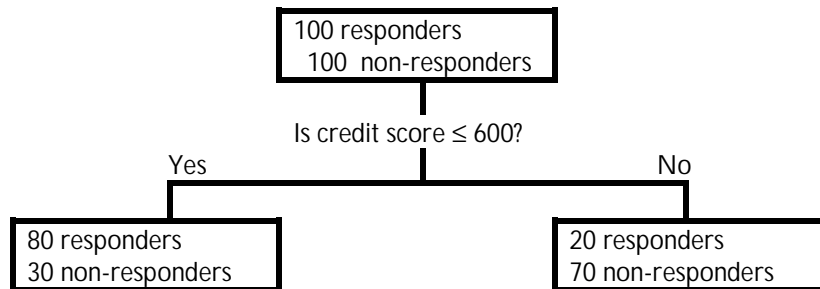 100 responders
100 non-responders
Is credit score ≤ 600?
Yes
No
80 responders
30 non-responders
20 responders
70 non-responders